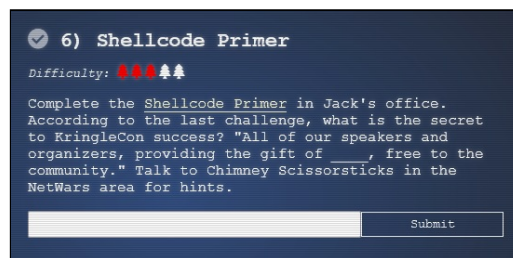 6) Shellcode Primer
Difficulty:
Complete the Shellcode Primer in Jack's office.
According to the last challenge, what is the secret
to KringleCon success? "All of our speakers and
organizers, providing the gift of ____, free to the
community." Talk to Chimney Scissorsticks in the
NetWars area for hints.
Submit